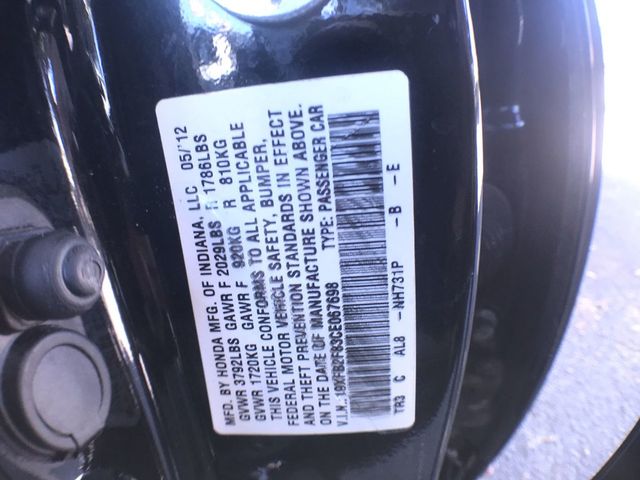 MFD. BY HONDA MFG. OF INDIANA, LLC 05/'12
GVWR 3792LBS GAWR F 2029LBS R 1786LBS
GVWR 1720KG GAWR F 920KG R 810KG
THIS VEHICLE CONFORMS TO ALL APPLICABLE
FEDERAL MOTOR VEHICLE SAFETY, BUMPER,
AND THEFT PREVENTION STANDARDS IN EFFECT
ON THE DATE OF MANUFACTURE SHOWN ABOVE.
V.I.N.: TYPE: PASSENGER CAR
TR3 C AL8 -NH731P -B -E